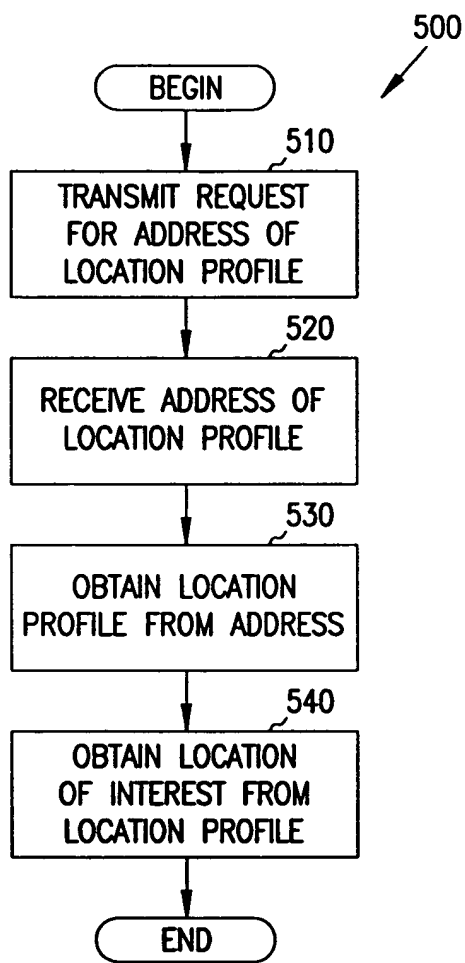 500
BEGIN
510
TRANSMIT REQUEST
FOR ADDRESS OF
LOCATION PROFILE
520
RECEIVE ADDRESS OF
LOCATION PROFILE
530
OBTAIN LOCATION
PROFILE FROM ADDRESS
540
OBTAIN LOCATION
OF INTEREST FROM
LOCATION PROFILE
END